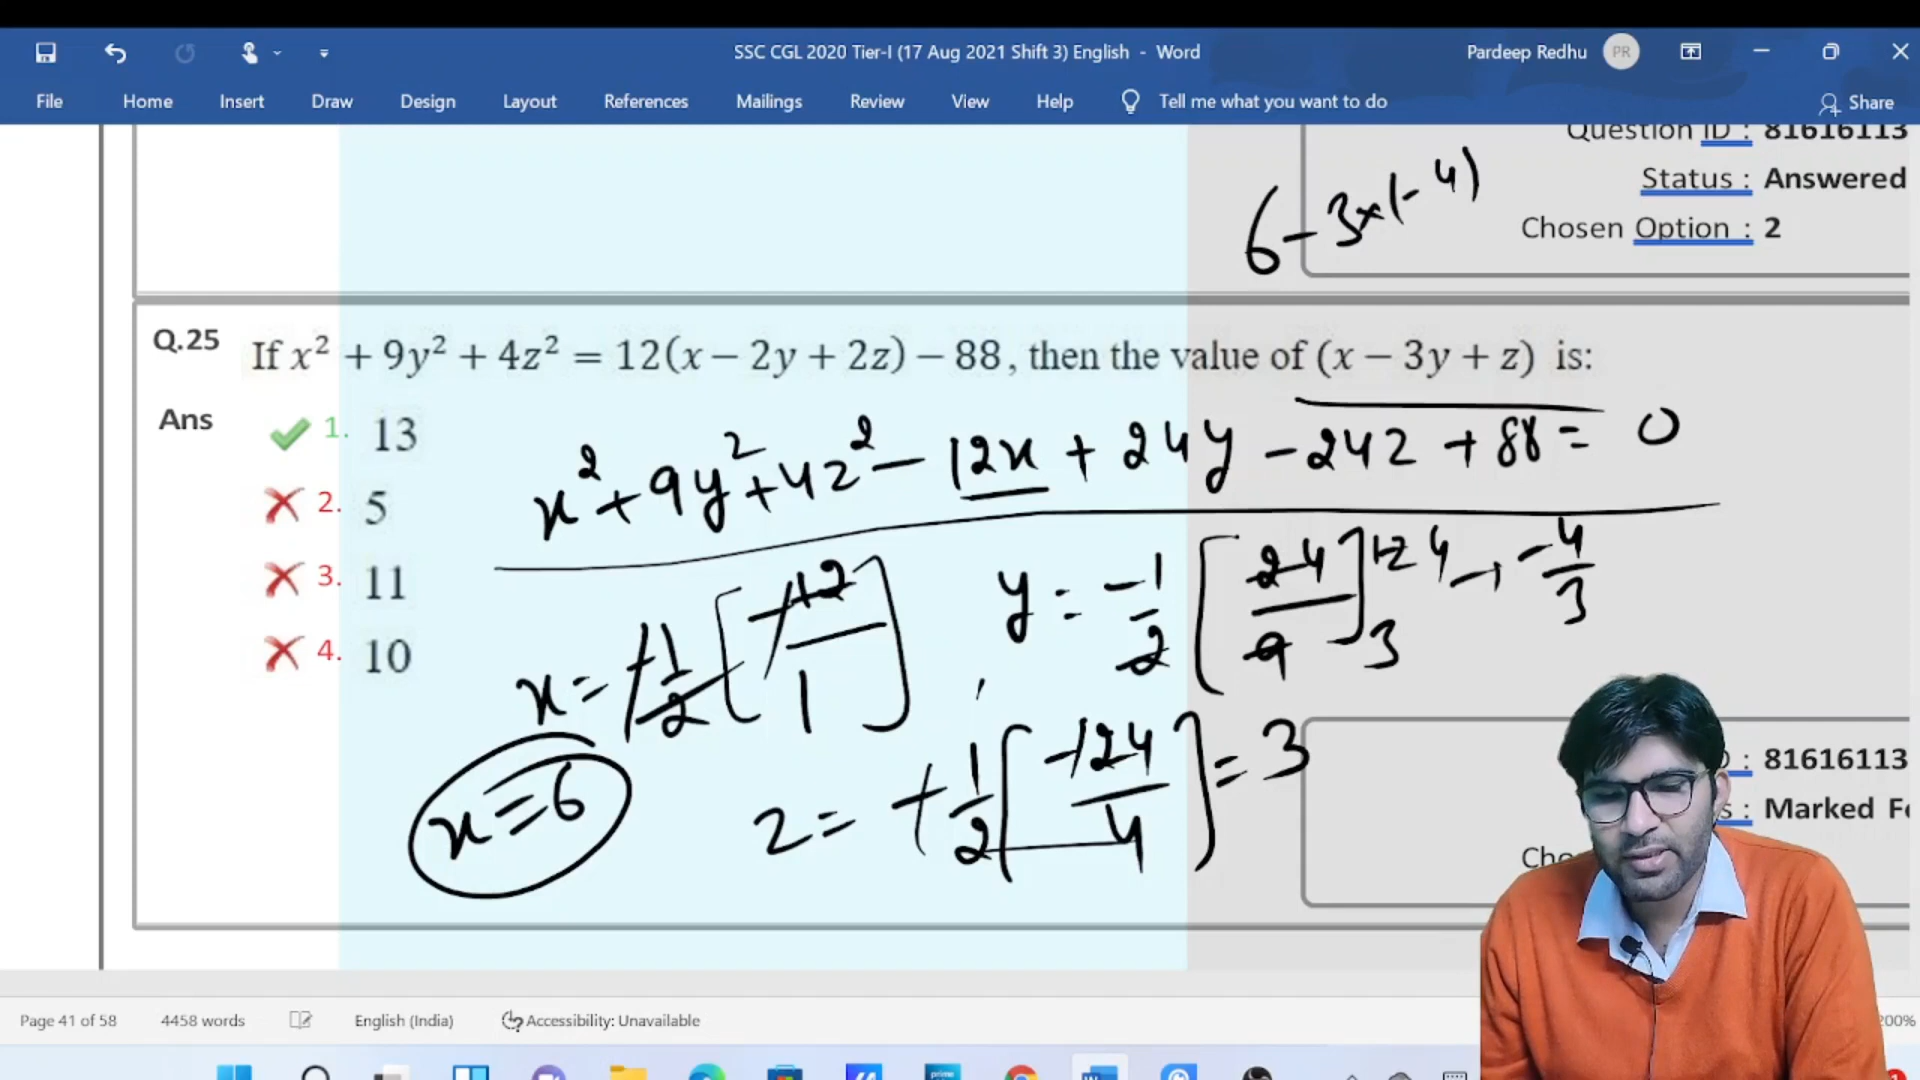 SSC CGL 2020 Tier-I (17 Aug 2021 Shift 3) English - Word
Pardeep Redhu PR
File Home Insert Draw Design Layout References Mailings Review View Help Tell me what you want to do Share
Question ID : 81616113
Status : Answered
Chosen Option : 2
6 - 3×(-4)
Q.25 If x² + 9y² + 4z² = 12(x − 2y + 2z) − 88, then the value of (x − 3y + z) is:
Ans
1. 13
2. 5
3. 11
4. 10
x² + 9y² + 4z² - 12x + 24y - 24z + 88 = 0
x = -1/2 [-12/1]
y = -1/2 [24/9] 12 4 → -4/3
3
x = 6
z = +1/2 [-24/4] = 3
: 81616113
: Marked
Page 41 of 58 4458 words English (India) Accessibility: Unavailable 200%
prime